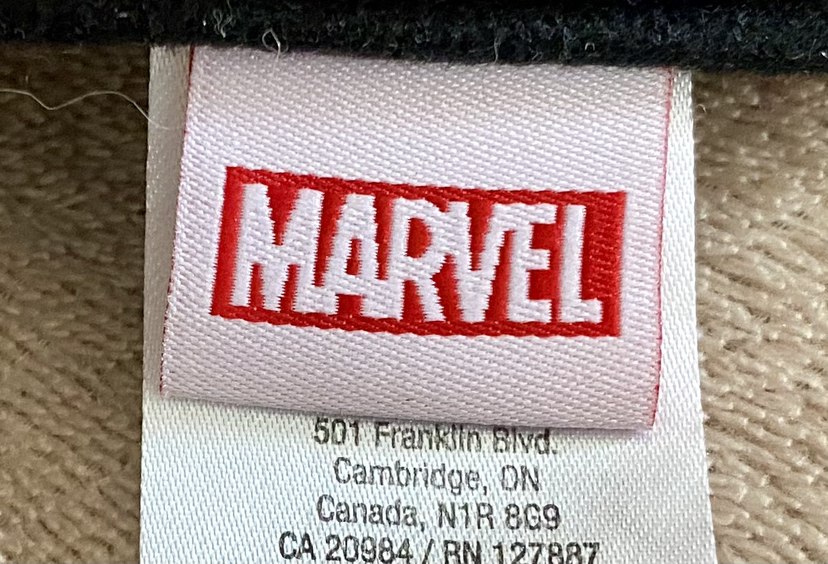 MARVEL
501 Franklin Blvd.
Cambridge, ON
Canada, N1R 8G9
CA 20984 / RN 127887